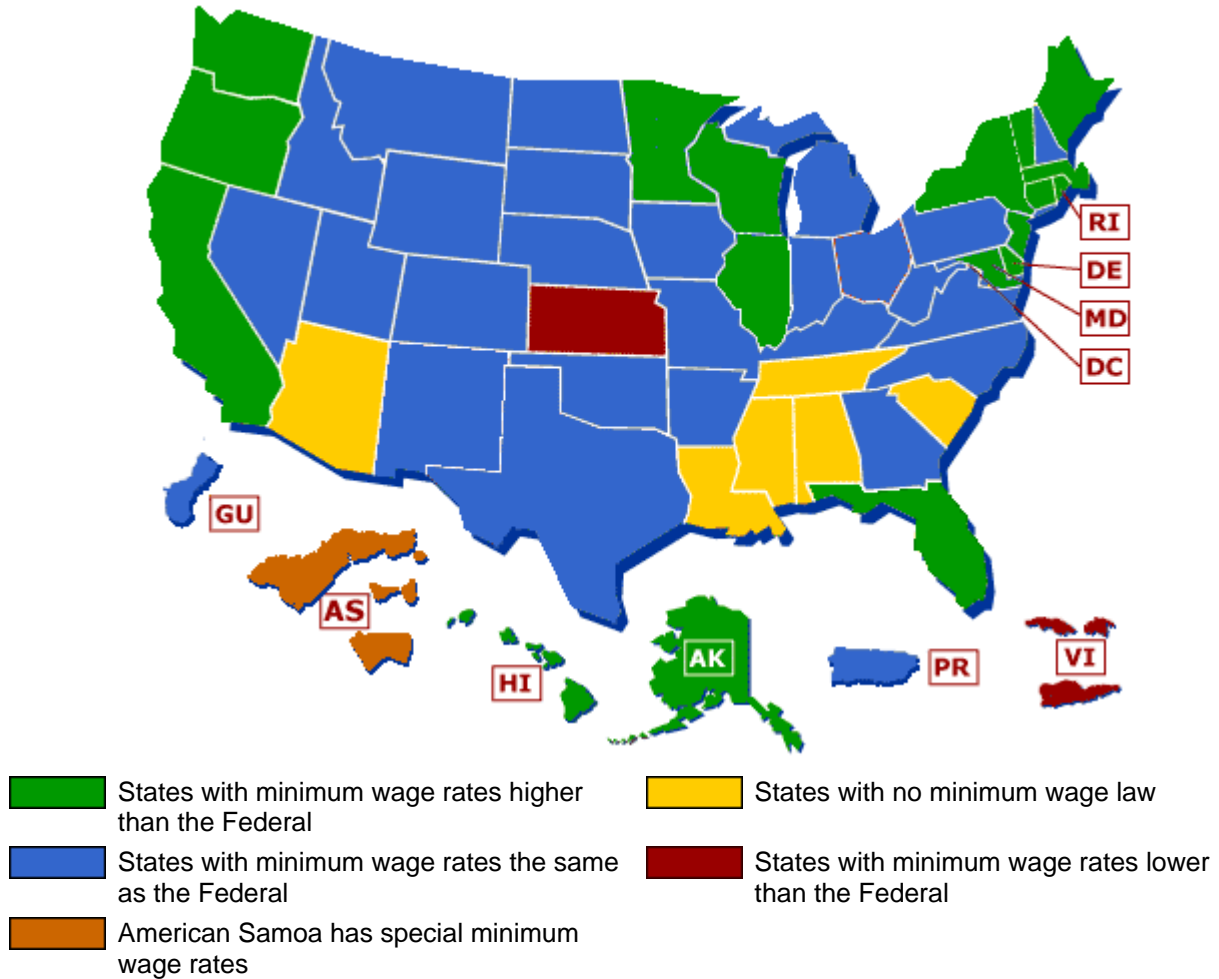 RI
DE
MD
DC
GU
AS
HI
AK
PR
VI
States with minimum wage rates higher
than the Federal
States with no minimum wage law
States with minimum wage rates the same
as the Federal
States with minimum wage rates lower
than the Federal
American Samoa has special minimum
wage rates